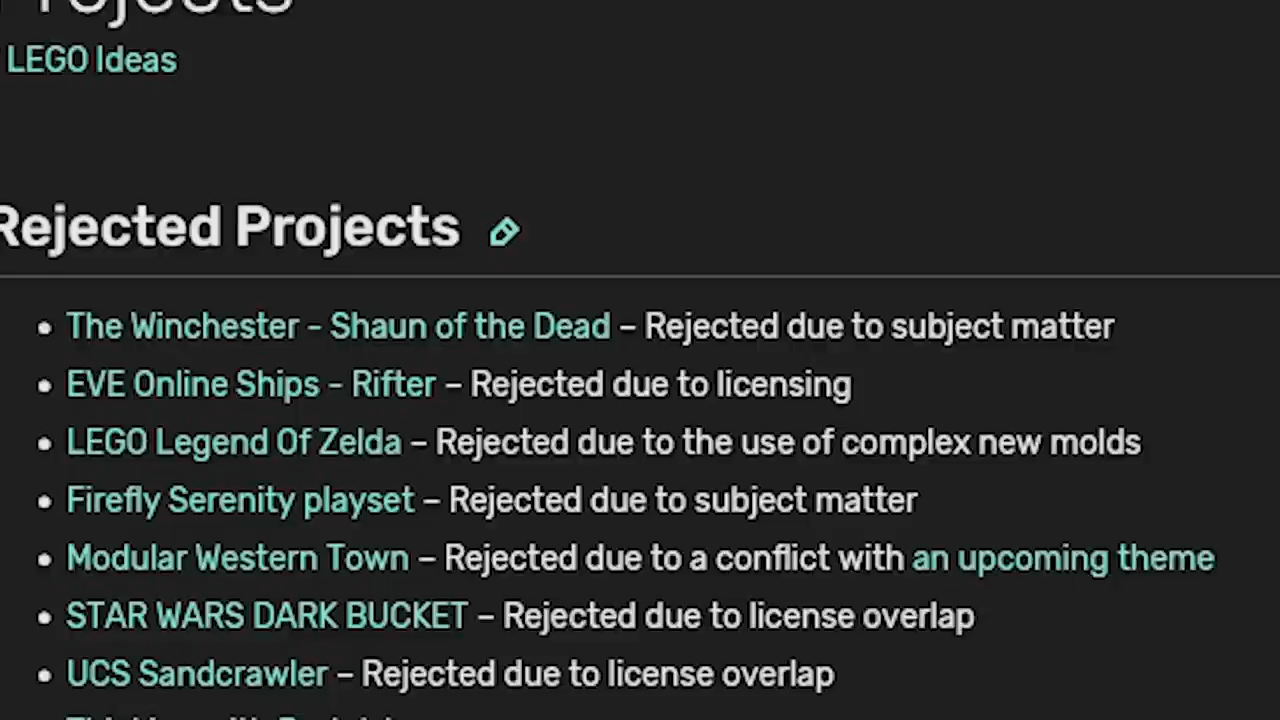 Projects
LEGO Ideas
Rejected Projects
The Winchester - Shaun of the Dead – Rejected due to subject matter
EVE Online Ships - Rifter – Rejected due to licensing
LEGO Legend Of Zelda – Rejected due to the use of complex new molds
Firefly Serenity playset – Rejected due to subject matter
Modular Western Town – Rejected due to a conflict with an upcoming theme
STAR WARS DARK BUCKET – Rejected due to license overlap
UCS Sandcrawler – Rejected due to license overlap